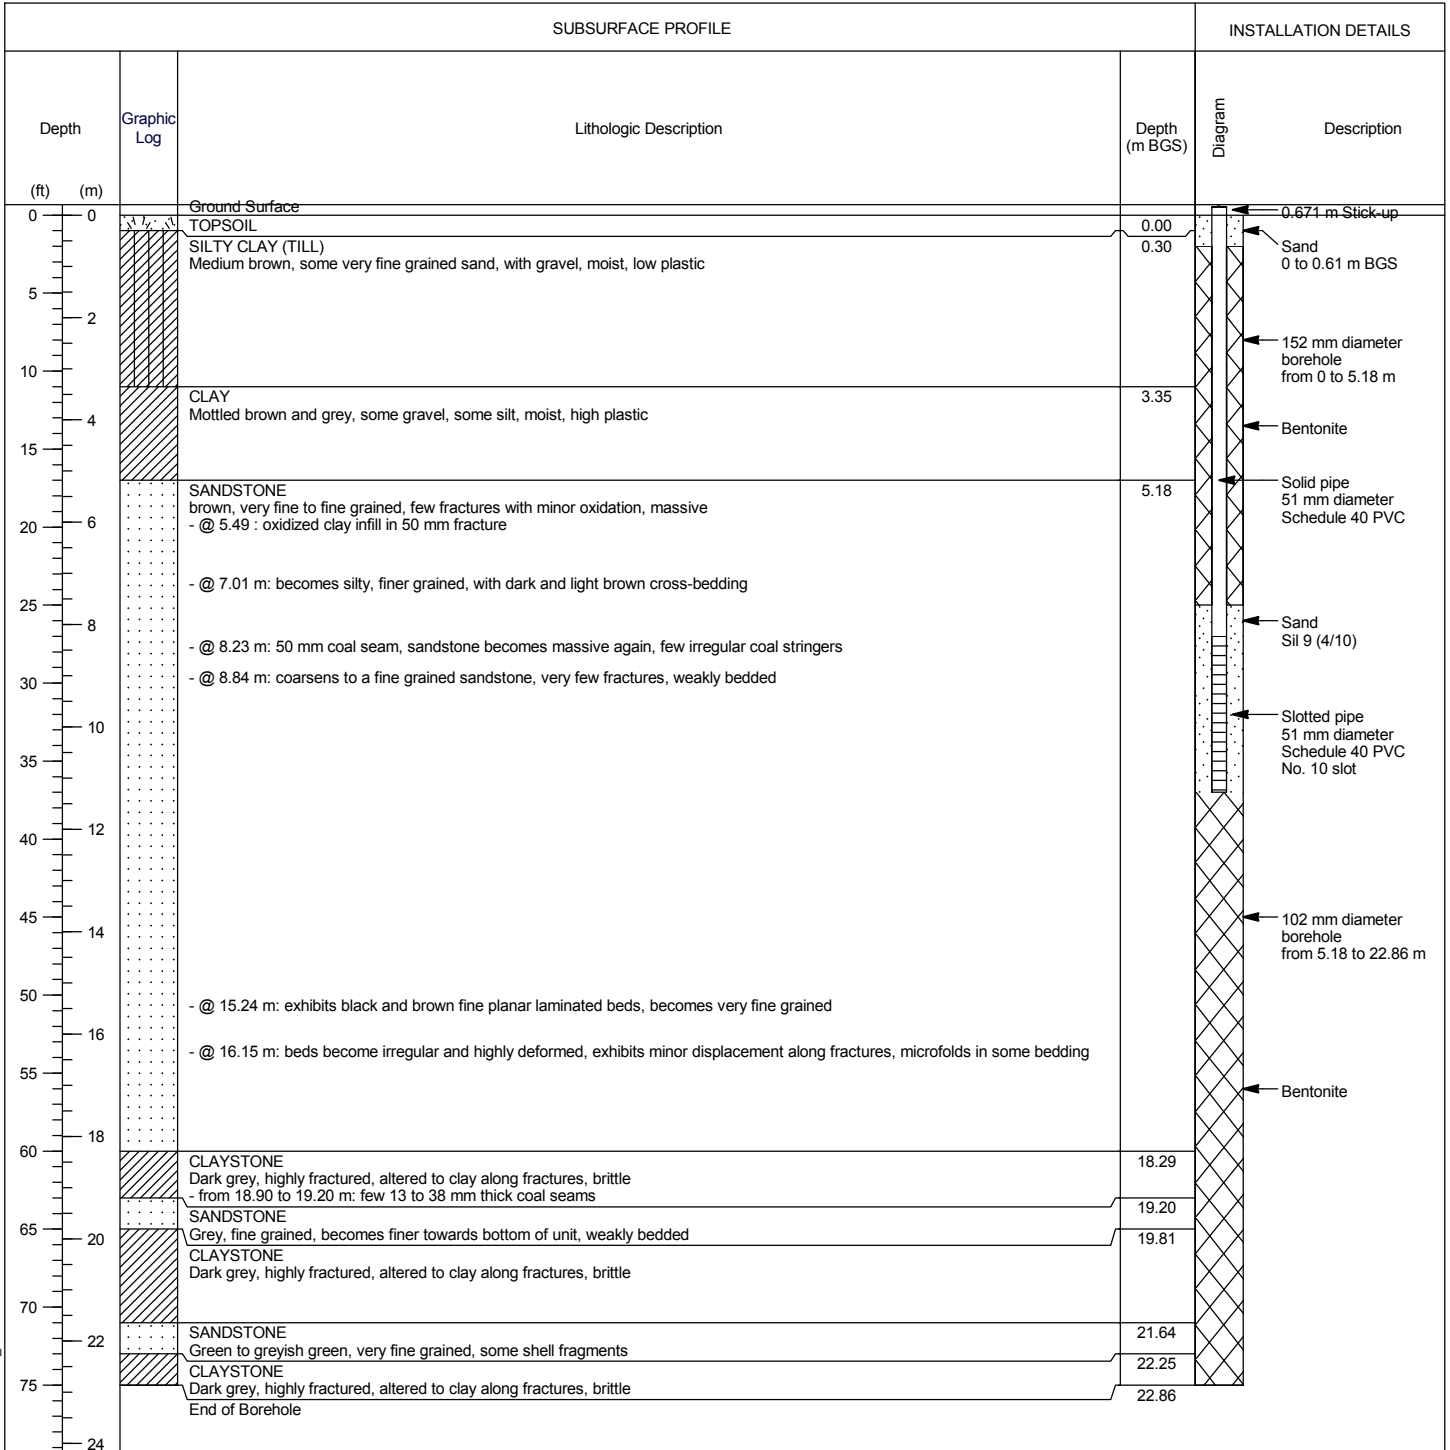 SUBSURFACE PROFILE
INSTALLATION DETAILS
Depth
Graphic
Log
Lithologic Description
Depth
(m BGS)
Diagram
Description
(ft)
(m)
Ground Surface
0
0
TOPSOIL
0.00
0.671 m Stick-up
SILTY CLAY (TILL)
0.30
Medium brown, some very fine grained sand, with gravel, moist, low plastic
Sand
0 to 0.61 m BGS
5
2
152 mm diameter
borehole
from 0 to 5.18 m
10
CLAY
3.35
Mottled brown and grey, some gravel, some silt, moist, high plastic
4
Bentonite
15
SANDSTONE
5.18
brown, very fine to fine grained, few fractures with minor oxidation, massive
- @ 5.49 : oxidized clay infill in 50 mm fracture
Solid pipe
51 mm diameter
Schedule 40 PVC
20
6
- @ 7.01 m: becomes silty, finer grained, with dark and light brown cross-bedding
25
8
Sand
Sil 9 (4/10)
- @ 8.23 m: 50 mm coal seam, sandstone becomes massive again, few irregular coal stringers
- @ 8.84 m: coarsens to a fine grained sandstone, very few fractures, weakly bedded
30
10
Slotted pipe
51 mm diameter
Schedule 40 PVC
No. 10 slot
35
12
40
45
14
102 mm diameter
borehole
from 5.18 to 22.86 m
50
- @ 15.24 m: exhibits black and brown fine planar laminated beds, becomes very fine grained
16
- @ 16.15 m: beds become irregular and highly deformed, exhibits minor displacement along fractures, microfolds in some bedding
55
Bentonite
18
60
CLAYSTONE
18.29
Dark grey, highly fractured, altered to clay along fractures, brittle
- from 18.90 to 19.20 m: few 13 to 38 mm thick coal seams
19.20
SANDSTONE
65
Grey, fine grained, becomes finer towards bottom of unit, weakly bedded
20
19.81
CLAYSTONE
Dark grey, highly fractured, altered to clay along fractures, brittle
70
SANDSTONE
21.64
22
Green to greyish green, very fine grained, some shell fragments
22.25
CLAYSTONE
75
Dark grey, highly fractured, altered to clay along fractures, brittle
22.86
End of Borehole
24